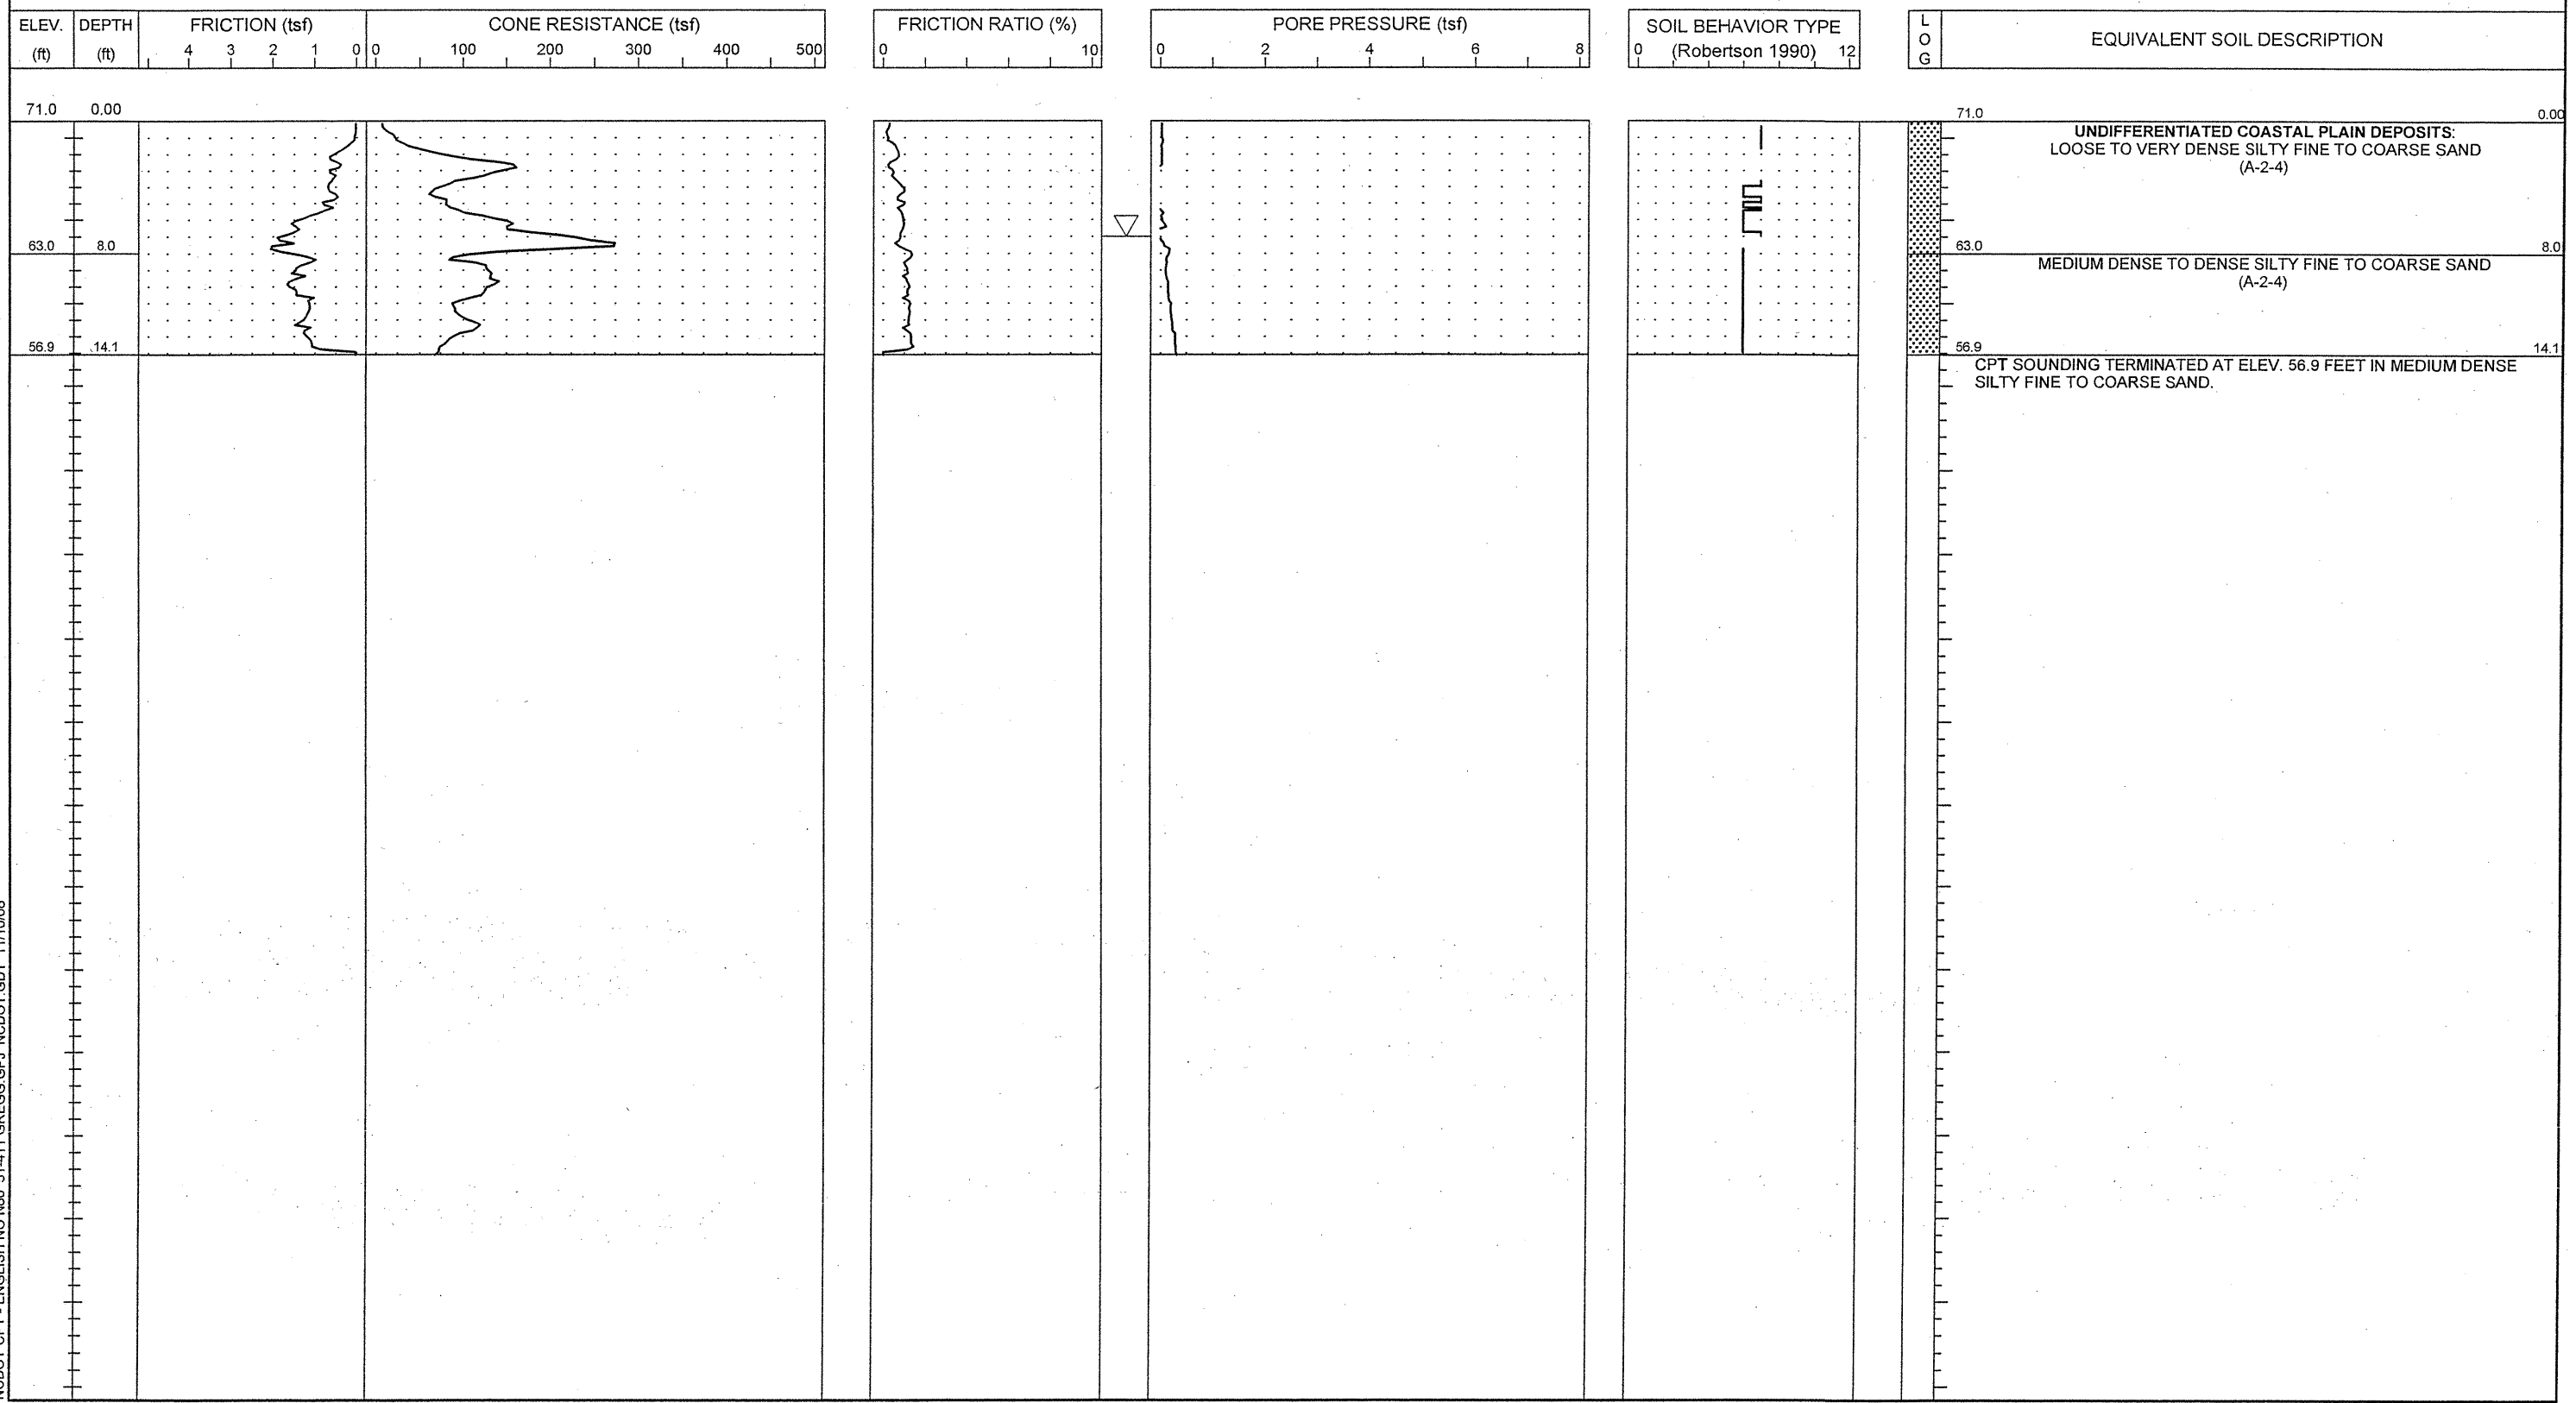 ELEV. DEPTH FRICTION (tsf) CONE RESISTANCE (tsf) FRICTION RATIO (%) PORE PRESSURE (tsf) SOIL BEHAVIOR TYPE L
(ft) (ft) 4 3 2 1 0 0 100 200 300 400 500 0 10 0 2 4 6 8 0 (Robertson 1990) 12 O EQUIVALENT SOIL DESCRIPTION
G
71.0 0.00 71.0 0.00
UNDIFFERENTIATED COASTAL PLAIN DEPOSITS:
LOOSE TO VERY DENSE SILTY FINE TO COARSE SAND
(A-2-4)
63.0 8.0 63.0 8.0
MEDIUM DENSE TO DENSE SILTY FINE TO COARSE SAND
(A-2-4)
56.9 14.1 56.9 14.1
CPT SOUNDING TERMINATED AT ELEV. 56.9 FEET IN MEDIUM DENSE
SILTY FINE TO COARSE SAND.